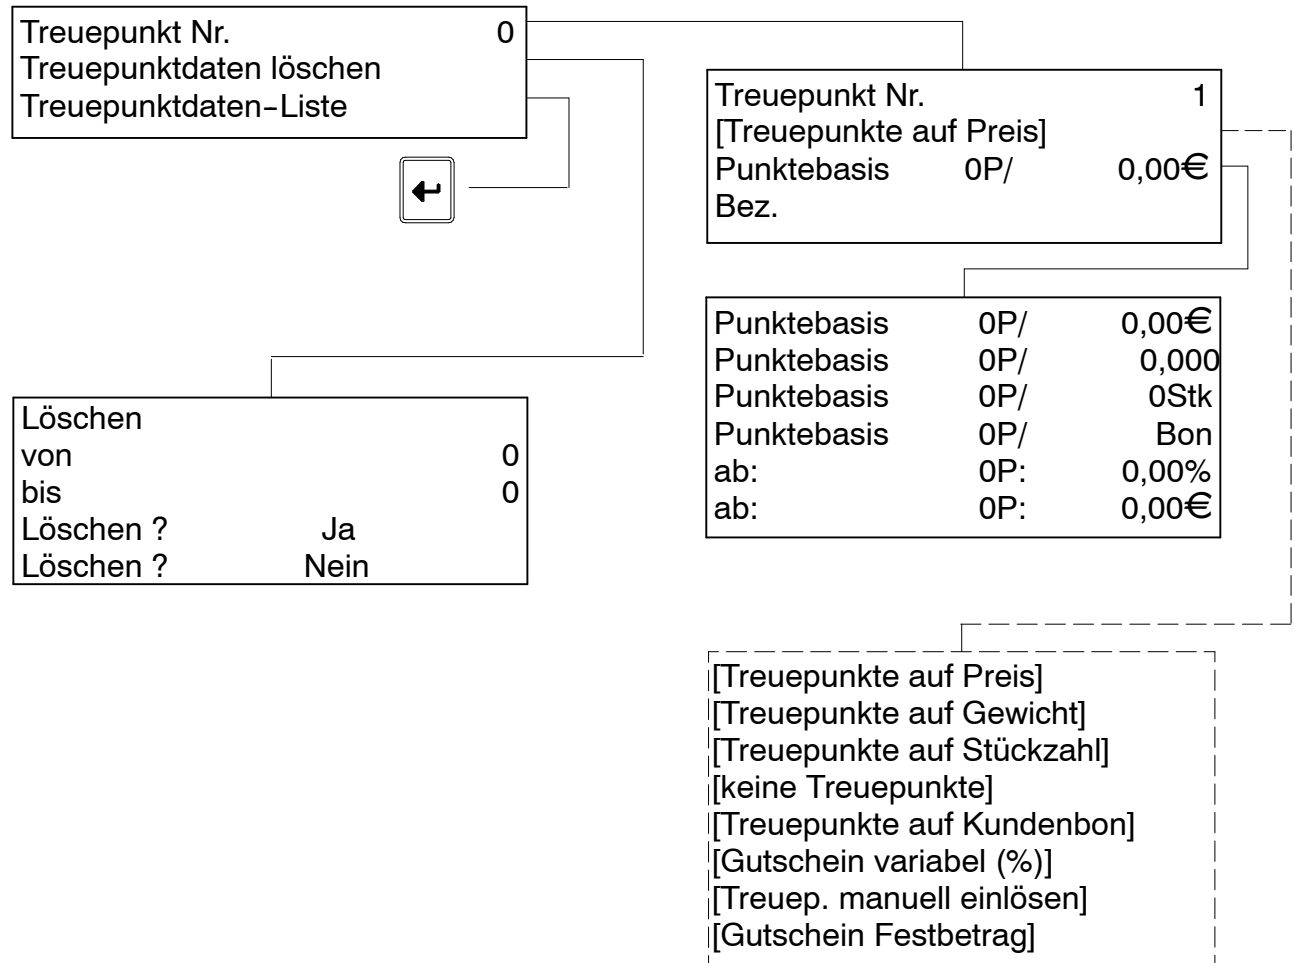 Treuepunkt Nr. 0
Treuepunktdaten löschen
Treuepunktdaten-Liste
Löschen
von 0
bis 0
Löschen ? Ja
Löschen ? Nein
Treuepunkt Nr. 1
[Treuepunkte auf Preis]
Punktebasis 0P/ 0,00€
Bez.
Punktebasis 0P/ 0,00€
Punktebasis 0P/ 0,000
Punktebasis 0P/ 0Stk
Punktebasis 0P/ Bon
ab: 0P: 0,00%
ab: 0P: 0,00€
[Treuepunkte auf Preis]
[Treuepunkte auf Gewicht]
[Treuepunkte auf Stückzahl]
[keine Treuepunkte]
[Treuepunkte auf Kundenbon]
[Gutschein variabel (%)]
[Treuep. manuell einlösen]
[Gutschein Festbetrag]